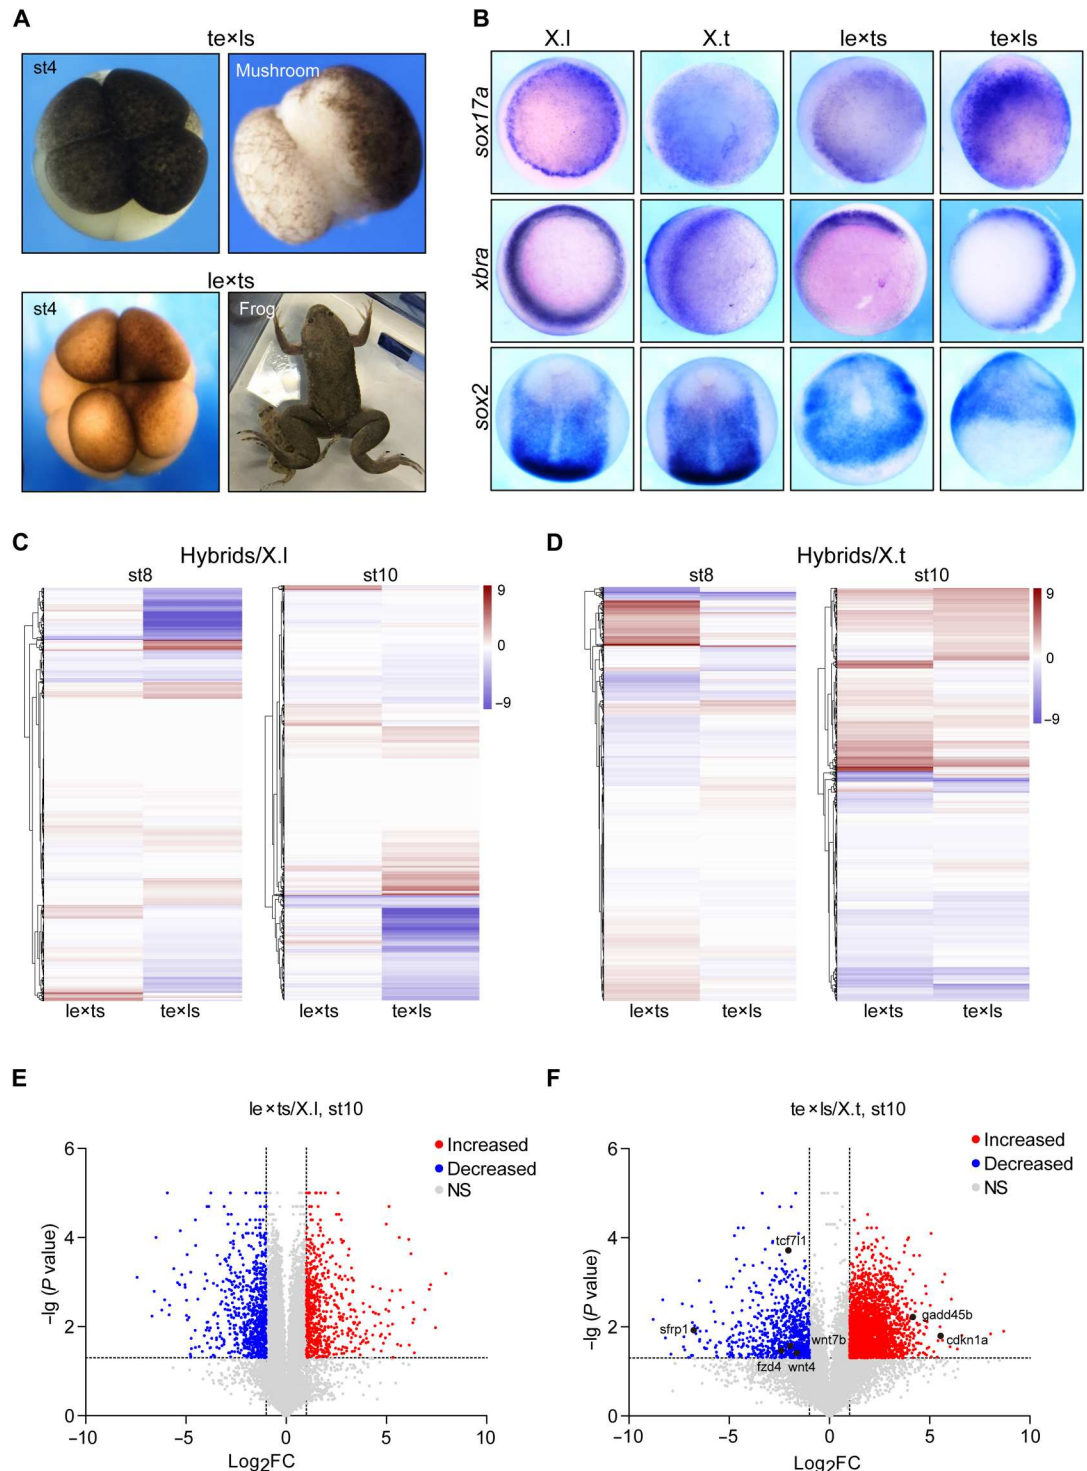 A
te×ls
st4
Mushroom
le×ts
st4
Frog
B
X.l X.t le×ts te×ls
sox17a
xbra
sox2
C
Hybrids/X.l
st8 st10
9
0
−9
le×ts te×ls le×ts te×ls
D
Hybrids/X.t
st8 st10
9
0
−9
le×ts te×ls le×ts te×ls
E
le×ts/X.l, st10
Increased
Decreased
NS
−lg (P value)
6
4
2
0
−10 −5 0 5 10
Log2FC
F
te×ls/X.t, st10
Increased
Decreased
NS
−lg (P value)
6
4
2
0
tcf7l1
gadd45b
sfrp1
wnt7b
cdkn1a
fzd4
wnt4
−10 −5 0 5 10
Log2FC